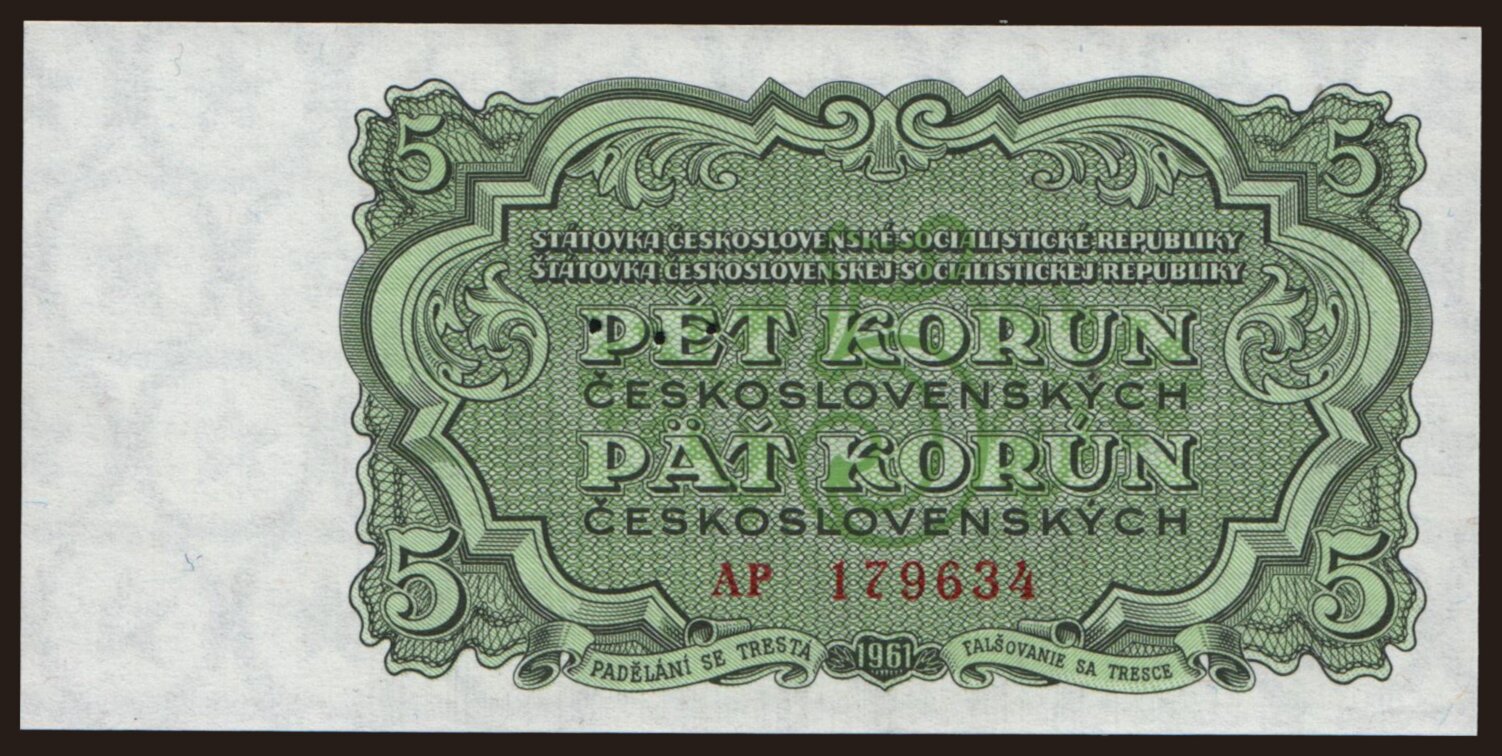 5 5
STÁTOVKA ČESKOSLOVENSKÉ SOCIALISTICKÉ REPUBLIKY
ŠTÁTOVKA ČESKOSLOVENSKEJ SOCIALISTICKEJ REPUBLIKY
PĚT KORUN
ČESKOSLOVENSKÝCH
PÄŤ KORÚN
ČESKOSLOVENSKÝCH
AP 179634
5 5
PADĚLÁNÍ SE TRESTÁ 1961 FALŠOVANIE SA TRESCE